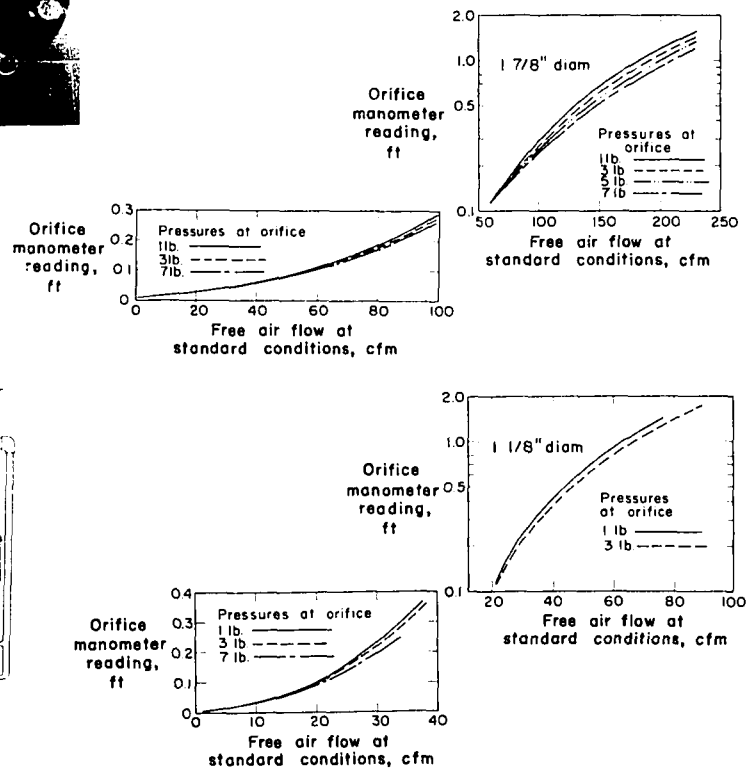 2.0
1.0
0.5
0.1
1 7/8" diam
Orifice
manometer
reading,
ft
Pressures at
orifice
1 lb.
3 lb
5 lb
7 lb
50 100 150 200 250
Free air flow at
standard conditions, cfm
0.3
0.2
0.1
0
Orifice
manometer
reading,
ft
Pressures at orifice
1 lb.
3 lb.
7 lb.
0 20 40 60 80 100
Free air flow at
standard conditions, cfm
2.0
1.0
0.5
0.1
1 1/8" diam
Orifice
manometer
reading,
ft
Pressures
at orifice
1 lb
3 lb
20 40 60 80 100
Free air flow at
standard conditions, cfm
0.4
0.3
0.2
0.1
0
Orifice
manometer
reading,
ft
Pressures at orifice
1 lb.
3 lb
7 lb.
0 10 20 30 40
Free air flow at
standard conditions, cfm